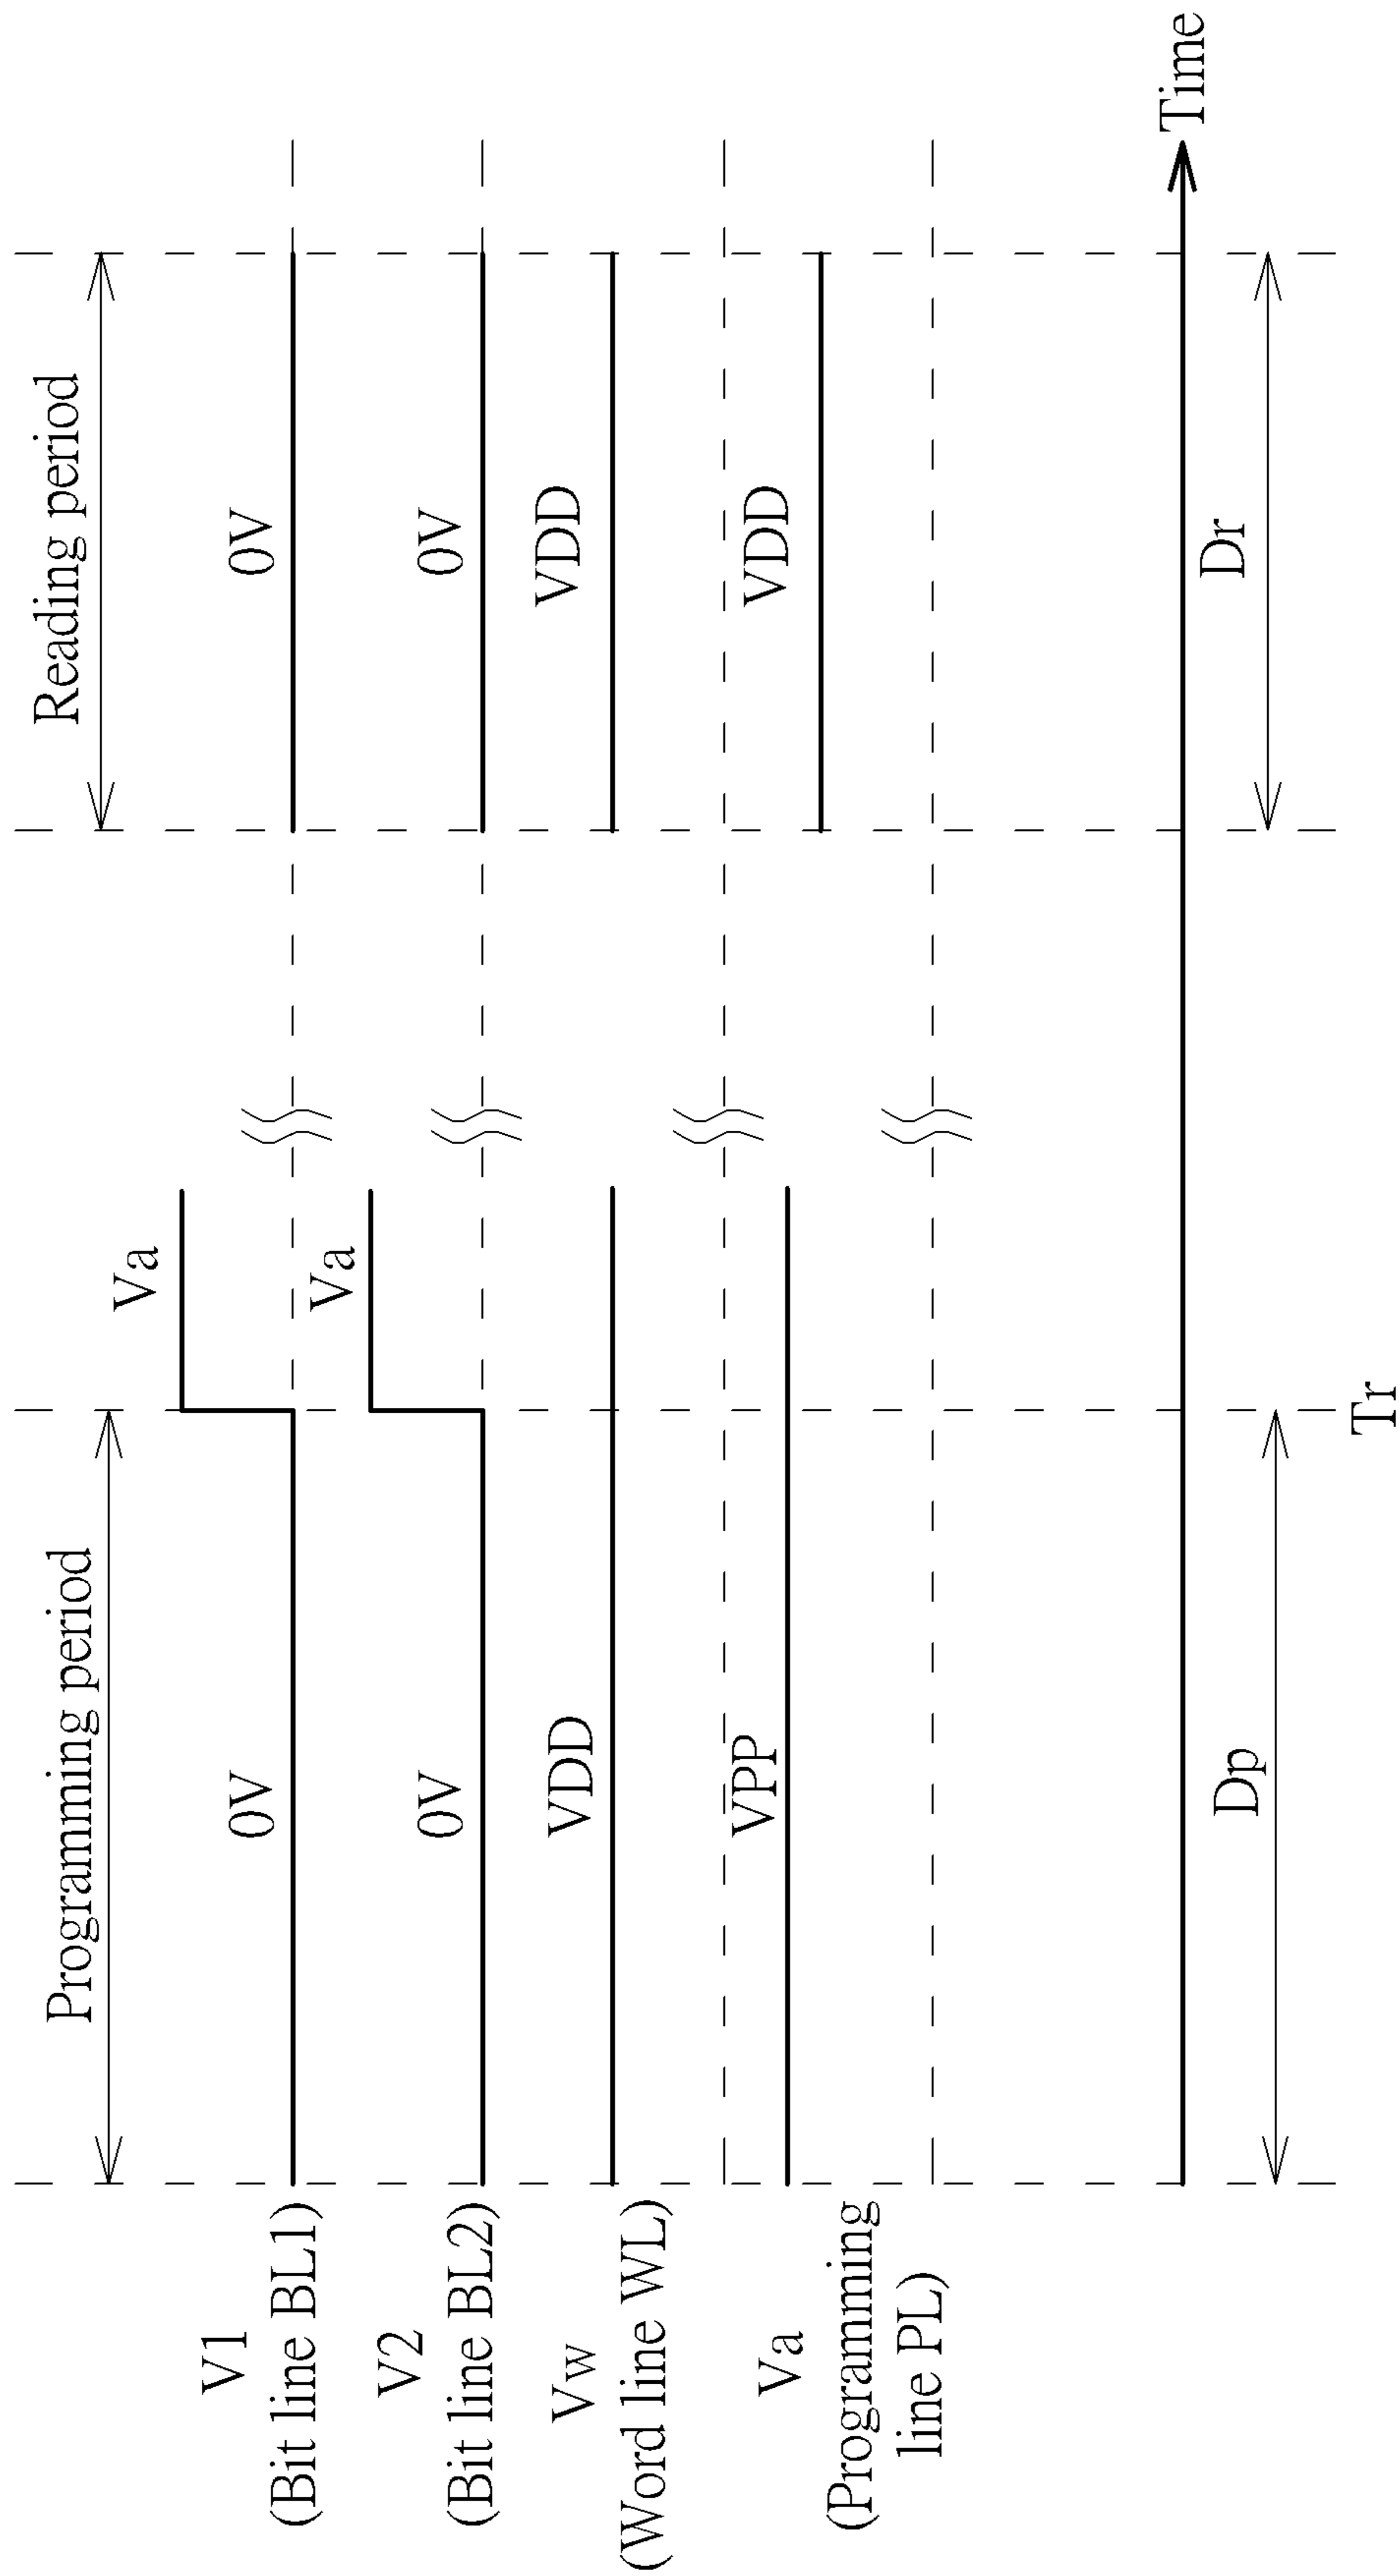 Programming period
Reading period
V1
(Bit line BL1)
0V
Va
0V
V2
(Bit line BL2)
0V
Va
0V
Vw
(Word line WL)
VDD
VDD
Va
(Programming
line PL)
VPP
VDD
Time
Dp
Dr
Tr